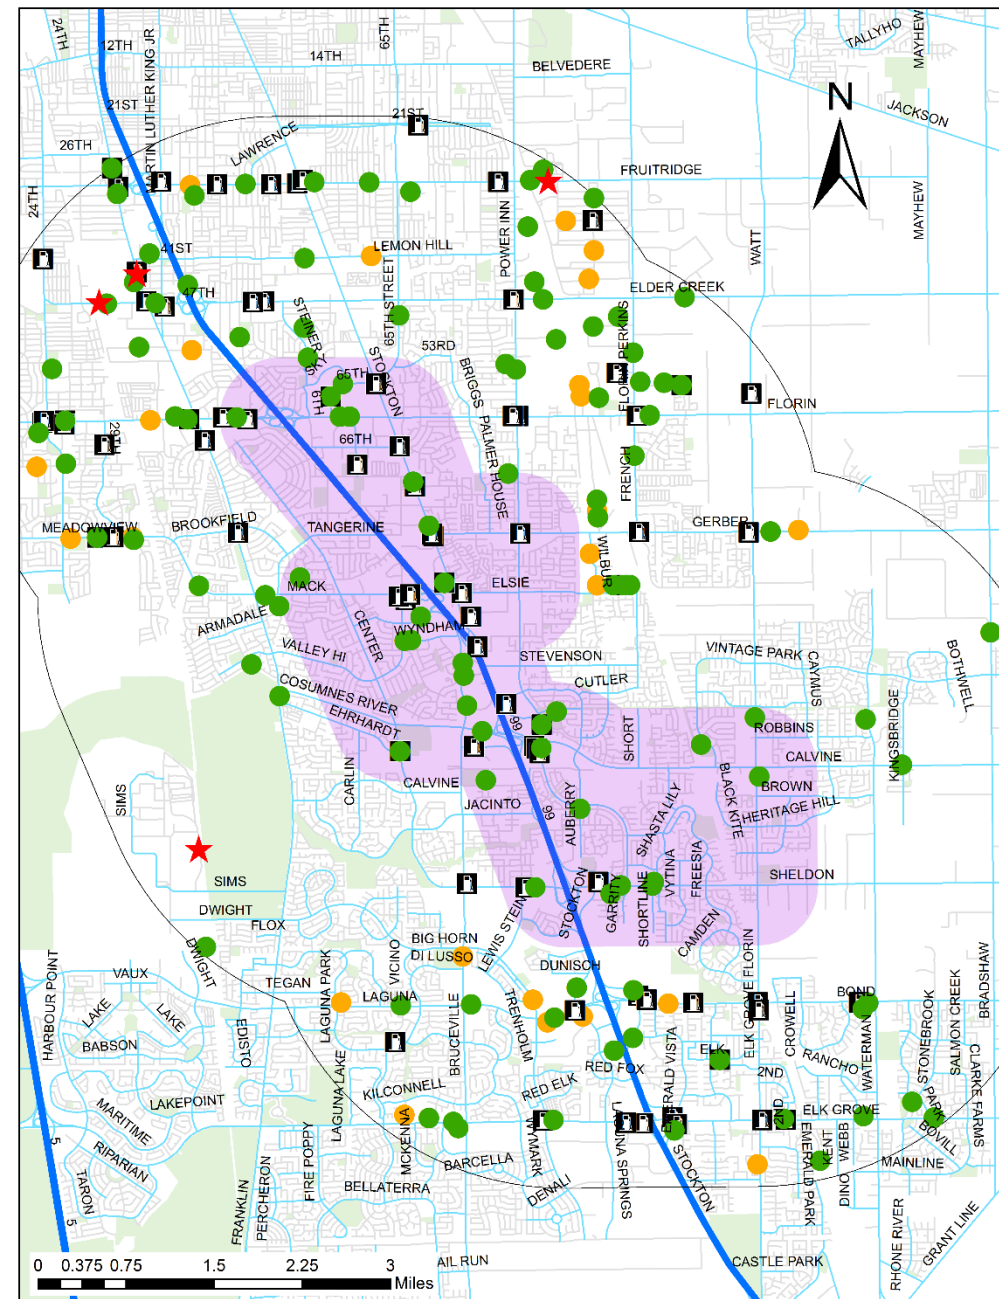 24TH
12TH
MARTIN LUTHER KING JR
65TH
14TH
BELVEDERE
TALLYHO
MAYHEW
21ST
21ST
JACKSON
N
26TH
LAWRENCE
FRUITRIDGE
24TH
POWER INN
MAYHEW
WATT
41ST
LEMON HILL
47TH
ELDER CREEK
STEINER
65TH STREET
53RD
STOCKTON
BRIGGS
FLORIN PERKINS
SKY
65TH
6TH
PALMER HOUSE
FLORIN
29TH
66TH
FRENCH
MEADOWVIEW
BROOKFIELD
TANGERINE
GERBER
WILBUR
MACK
ELSIE
ARMADALE
CENTER
WYNDHAM
VALLEY HI
STEVENSON
VINTAGE PARK
CAYMUS
BOTHWELL
COSUMNES RIVER
CUTLER
EHRHARDT
99
SHORT
ROBBINS
KINGSBRIDGE
CARLIN
CALVINE
CALVINE
BLACK KITE
BROWN
SIMS
JACINTO
99
AUBERRY
SHASTA LILY
HERITAGE HILL
VYTINA
FREESIA
SIMS
SHELDON
STOCKTON
GARRITY
SHORTLINE
LEWIS STEIN
DWIGHT
FLOX
CAMDEN
DWIGHT
BIG HORN
DI LUSSO
ELK GROVE FLORIN
HARBOUR POINT
VAUX
TEGAN
LAGUNA PARK
VICINO
DUNISCH
BRADSHAW
LAKE
LAKE
LAGUNA
TRENHOLM
BOND
CROWELL
STONEBROOK
SALMON CREEK
BABSON
EDISTO
BRUCEVILLE
EMERALD VISTA
ELK
RANCHO
WATERMAN
CLARKE FARMS
LAGUNA LAKE
KILCONNELL
RED ELK
RED FOX
2ND
LAKEPOINT
MARITIME
MCKENNA
WYMARK
LAGUNA SPRINGS
2ND
ELK GROVE
PARK
5
RIPARIAN
FIRE POPPY
BARCELLA
STOCKTON
EMERALD PARK
KENT
WEBB
BOVILL
TARON
FRANKLIN
PERCHERON
BELLATERRA
DENALI
DINO
MAINLINE
5
RHONE RIVER
GRANT LINE
AIL RUN
CASTLE PARK
0 0.375 0.75 1.5 2.25 3
Miles